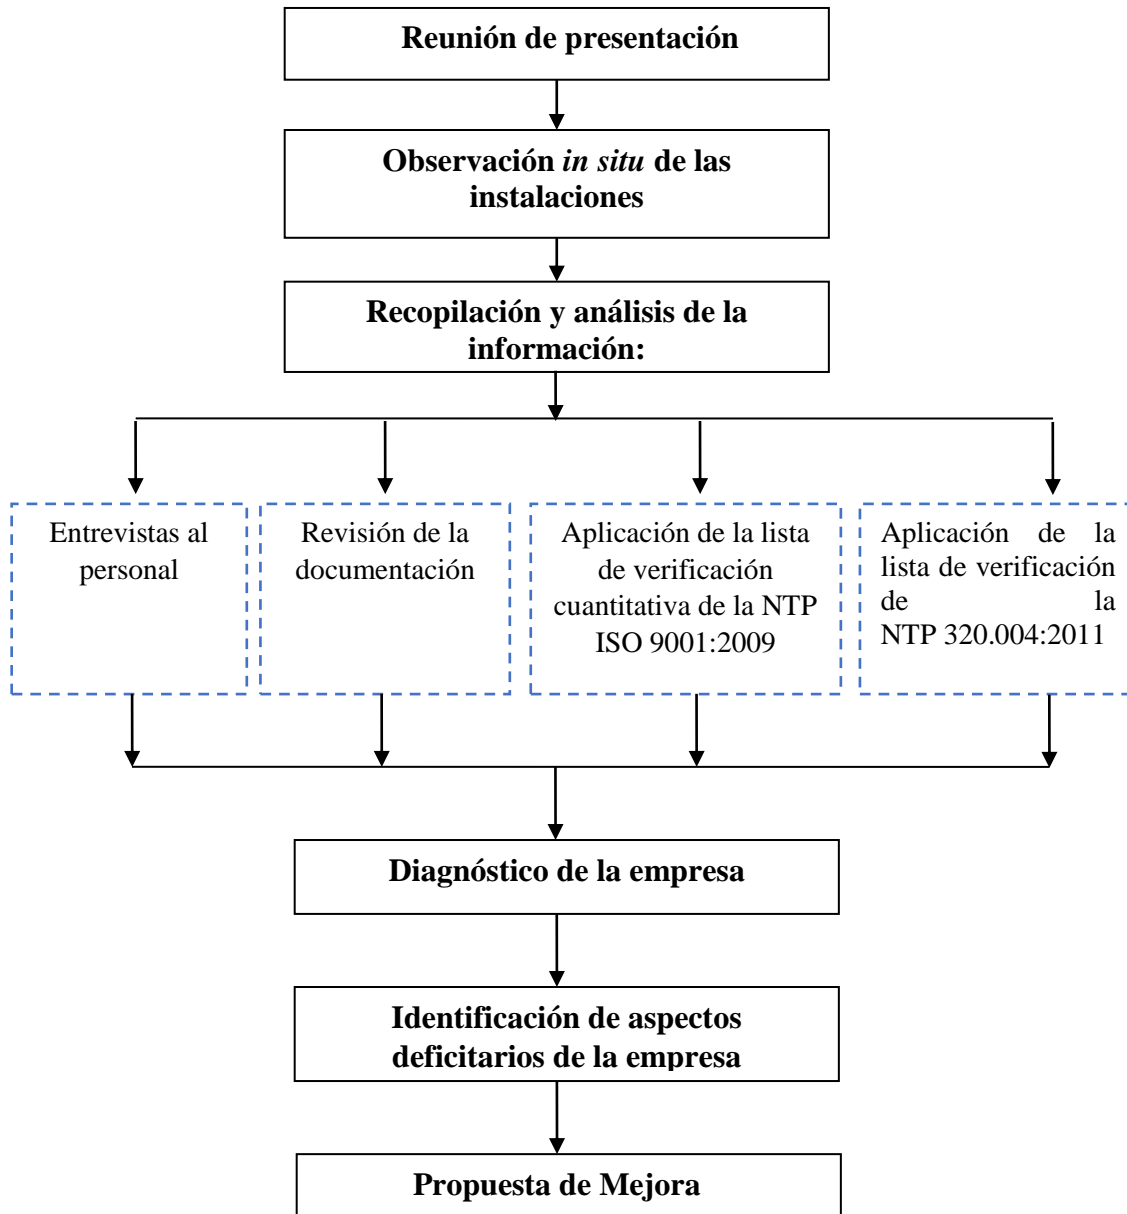 Reunión de presentación
Observación in situ de las
instalaciones
Recopilación y análisis de la
información:
Entrevistas al
personal
Revisión de la
documentación
Aplicación de la lista
de verificación
cuantitativa de la NTP
ISO 9001:2009
Aplicación de la
lista de verificación
de la
NTP 320.004:2011
Diagnóstico de la empresa
Identificación de aspectos
deficitarios de la empresa
Propuesta de Mejora